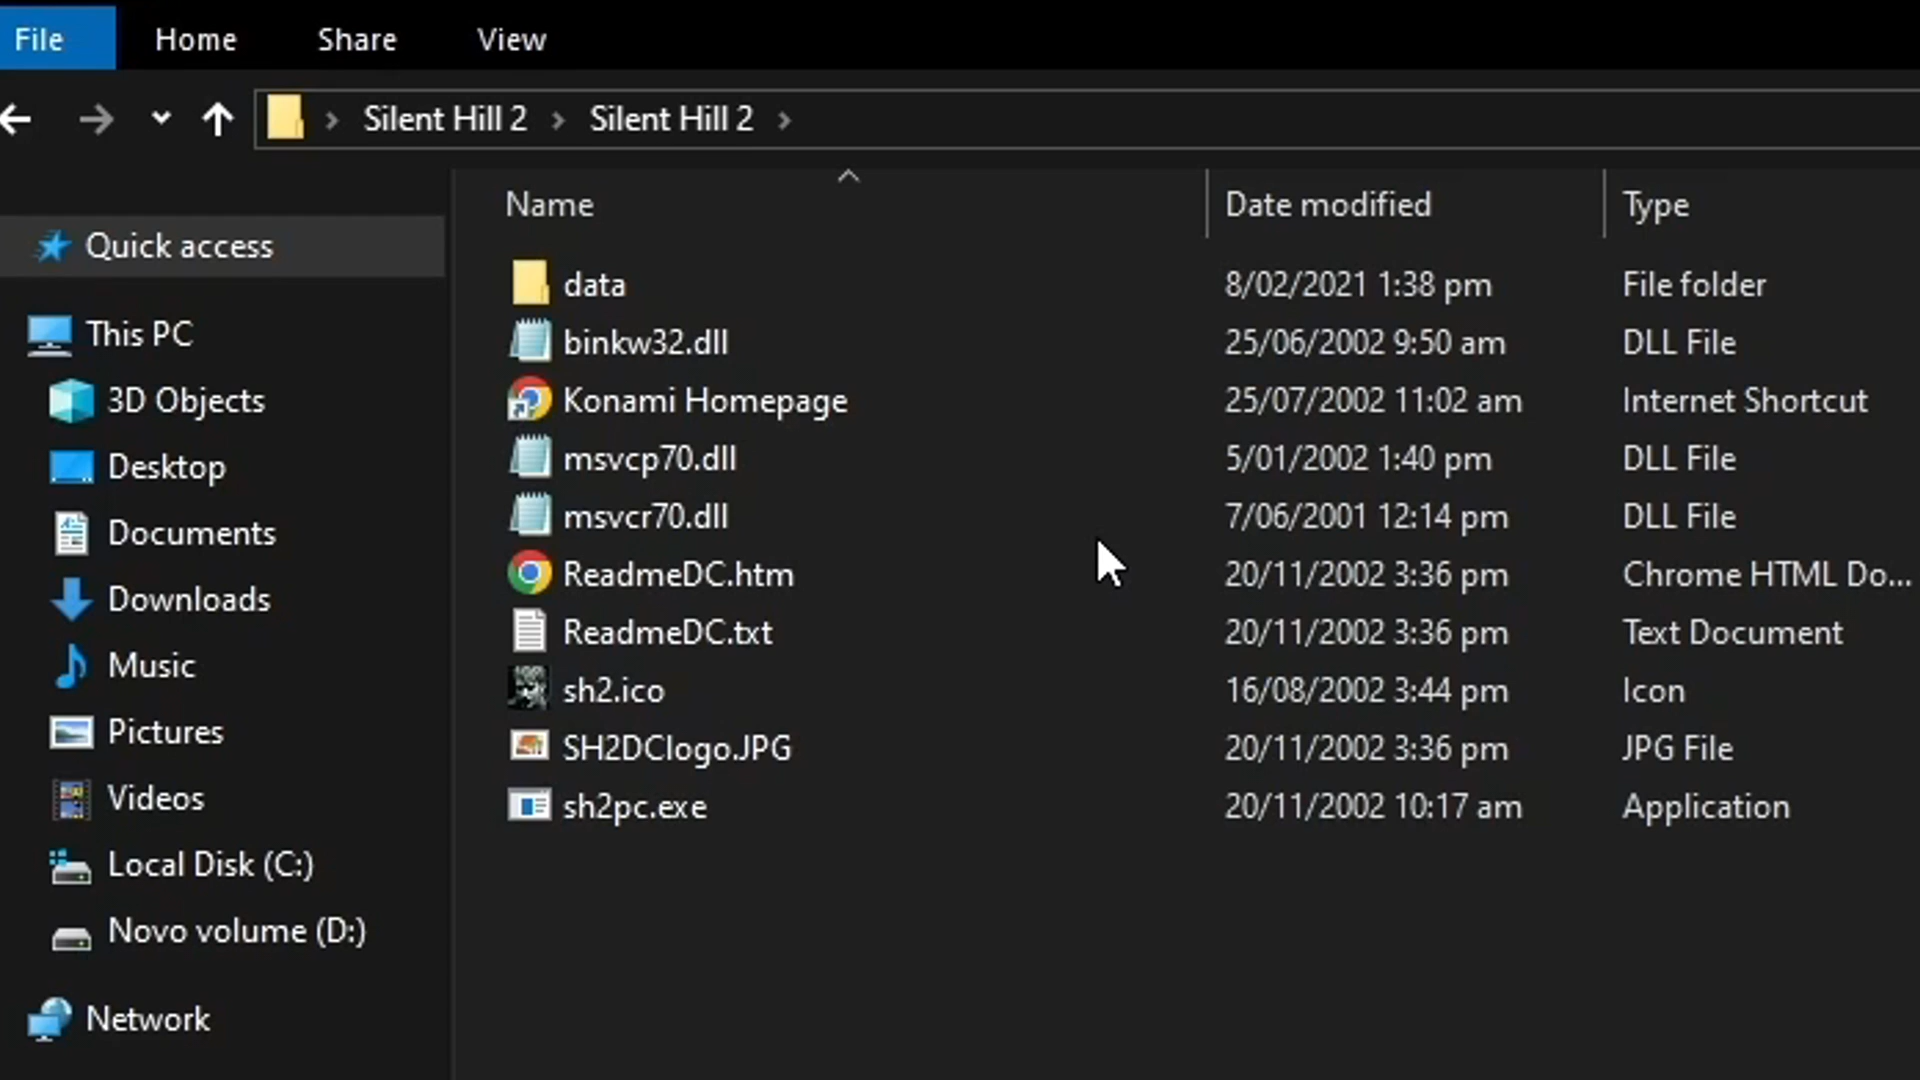 File Home Share View
Silent Hill 2 Silent Hill 2
Name Date modified Type
Quick access
This PC
3D Objects
Desktop
Documents
Downloads
Music
Pictures
Videos
Local Disk (C:)
Novo volume (D:)
Network
data 8/02/2021 1:38 pm File folder
binkw32.dll 25/06/2002 9:50 am DLL File
Konami Homepage 25/07/2002 11:02 am Internet Shortcut
msvcp70.dll 5/01/2002 1:40 pm DLL File
msvcr70.dll 7/06/2001 12:14 pm DLL File
ReadmeDC.htm 20/11/2002 3:36 pm Chrome HTML Do...
ReadmeDC.txt 20/11/2002 3:36 pm Text Document
sh2.ico 16/08/2002 3:44 pm Icon
SH2DClogo.JPG 20/11/2002 3:36 pm JPG File
sh2pc.exe 20/11/2002 10:17 am Application